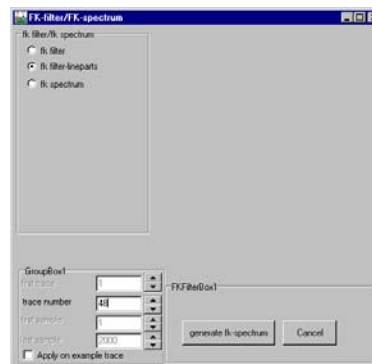 FK-filter/FK-spectrum
fk filter/fk spectrum
fk filter
fk filter-lineparts
fk spectrum
GroupBox1
first trace 1
trace number 48
first sample 1
last sample 2000
Apply on example trace
FKFilterBox1
generate fk-spectrum
Cancel